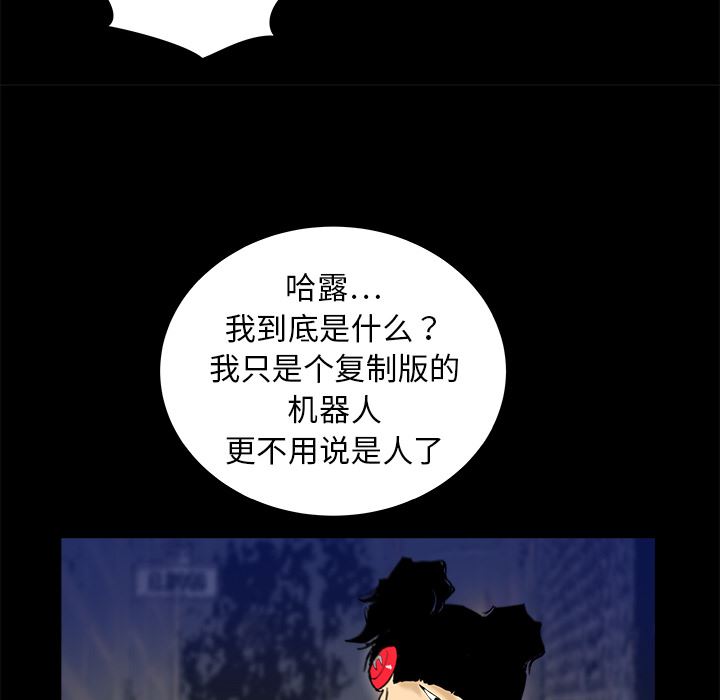 哈露...
我到底是什么？
我只是个复制版的
机器人
更不用说是人了